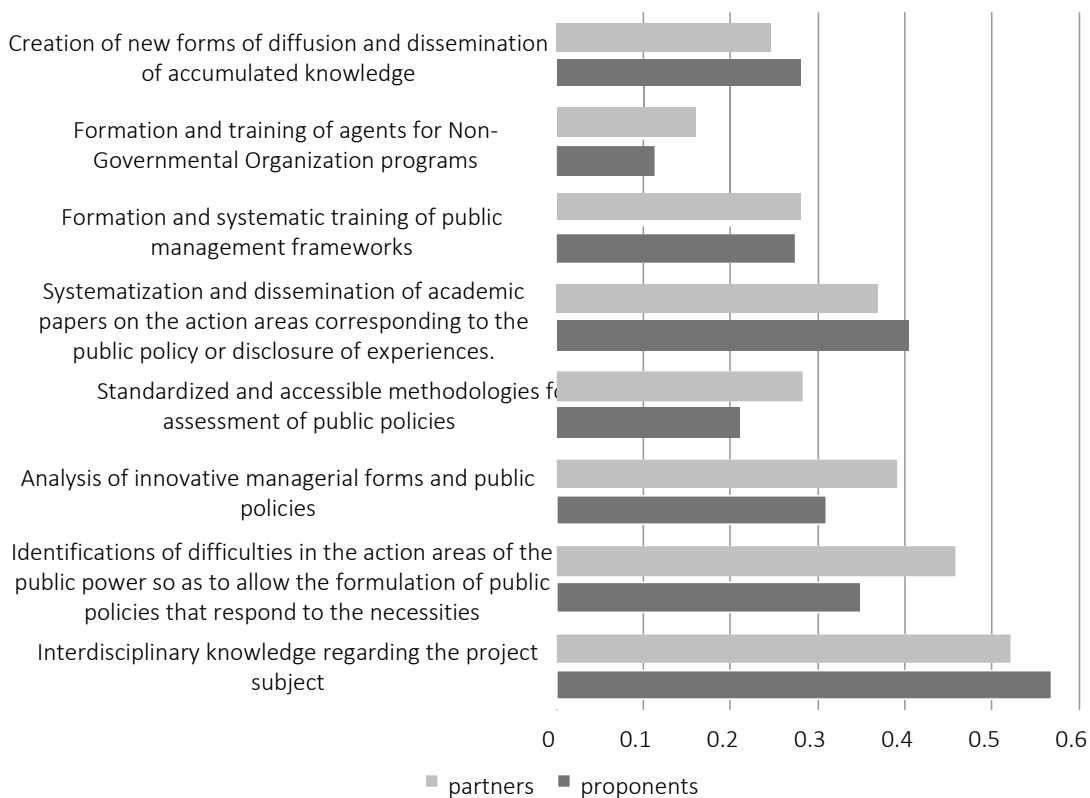 Creation of new forms of diffusion and dissemination
of accumulated knowledge
Formation and training of agents for Non-
Governmental Organization programs
Formation and systematic training of public
management frameworks
Systematization and dissemination of academic
papers on the action areas corresponding to the
public policy or disclosure of experiences.
Standardized and accessible methodologies
assessment of public policies
Analysis of innovative managerial forms and public
policies
Identifications of difficulties in the action areas of the
public power so as to allow the formulation of public
policies that respond to the necessities
Interdisciplinary knowledge regarding the project
subject
0 0.1 0.2 0.3 0.4 0.5 0.6
partners proponents